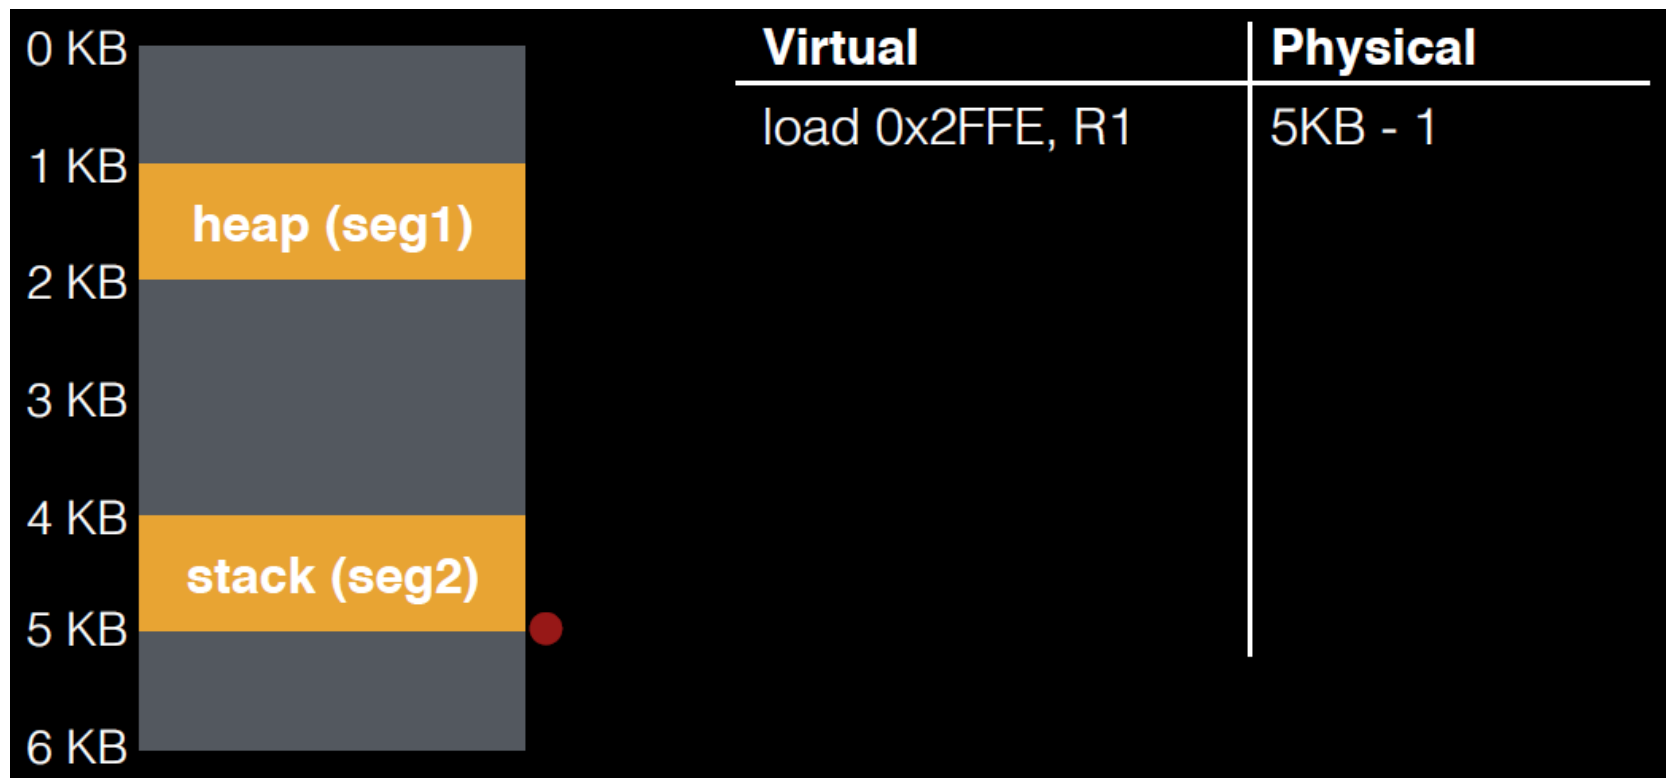 0 KB
1 KB
heap (seg1)
2 KB
3 KB
4 KB
stack (seg2)
5 KB
6 KB
Virtual Physical
load 0x2FFE, R1 5KB - 1